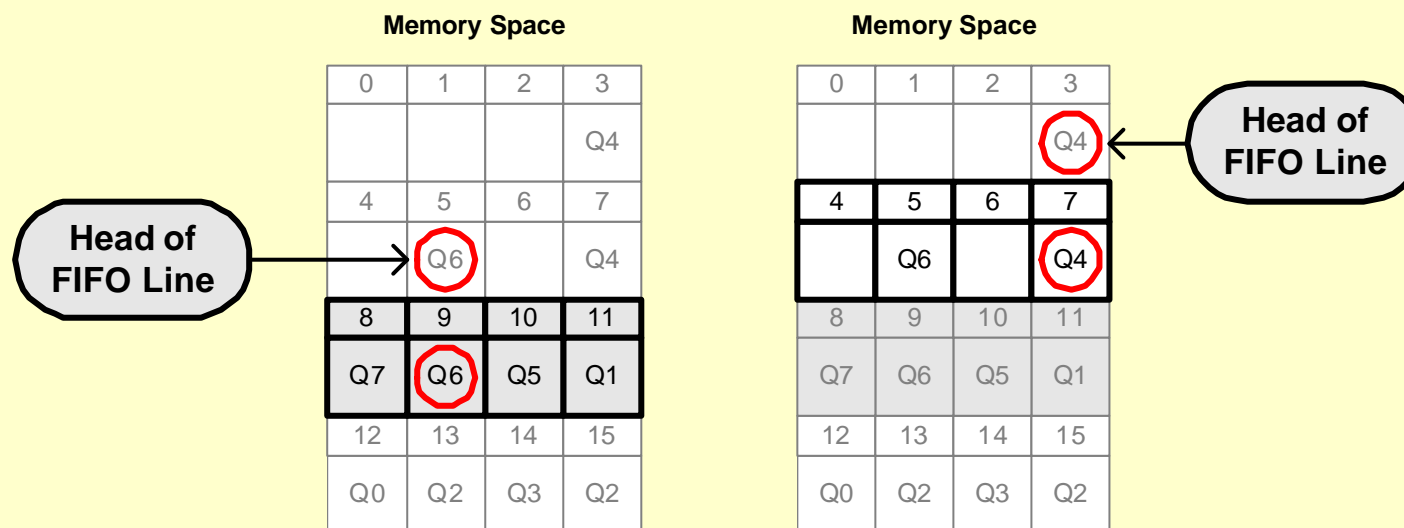 Memory Space
0 1 2 3
Q4
4 5 6 7
Q6 Q4
8 9 10 11
Q7 Q6 Q5 Q1
12 13 14 15
Q0 Q2 Q3 Q2
Head of
FIFO Line
Memory Space
0 1 2 3
Q4
4 5 6 7
Q6 Q4
8 9 10 11
Q7 Q6 Q5 Q1
12 13 14 15
Q0 Q2 Q3 Q2
Head of
FIFO Line